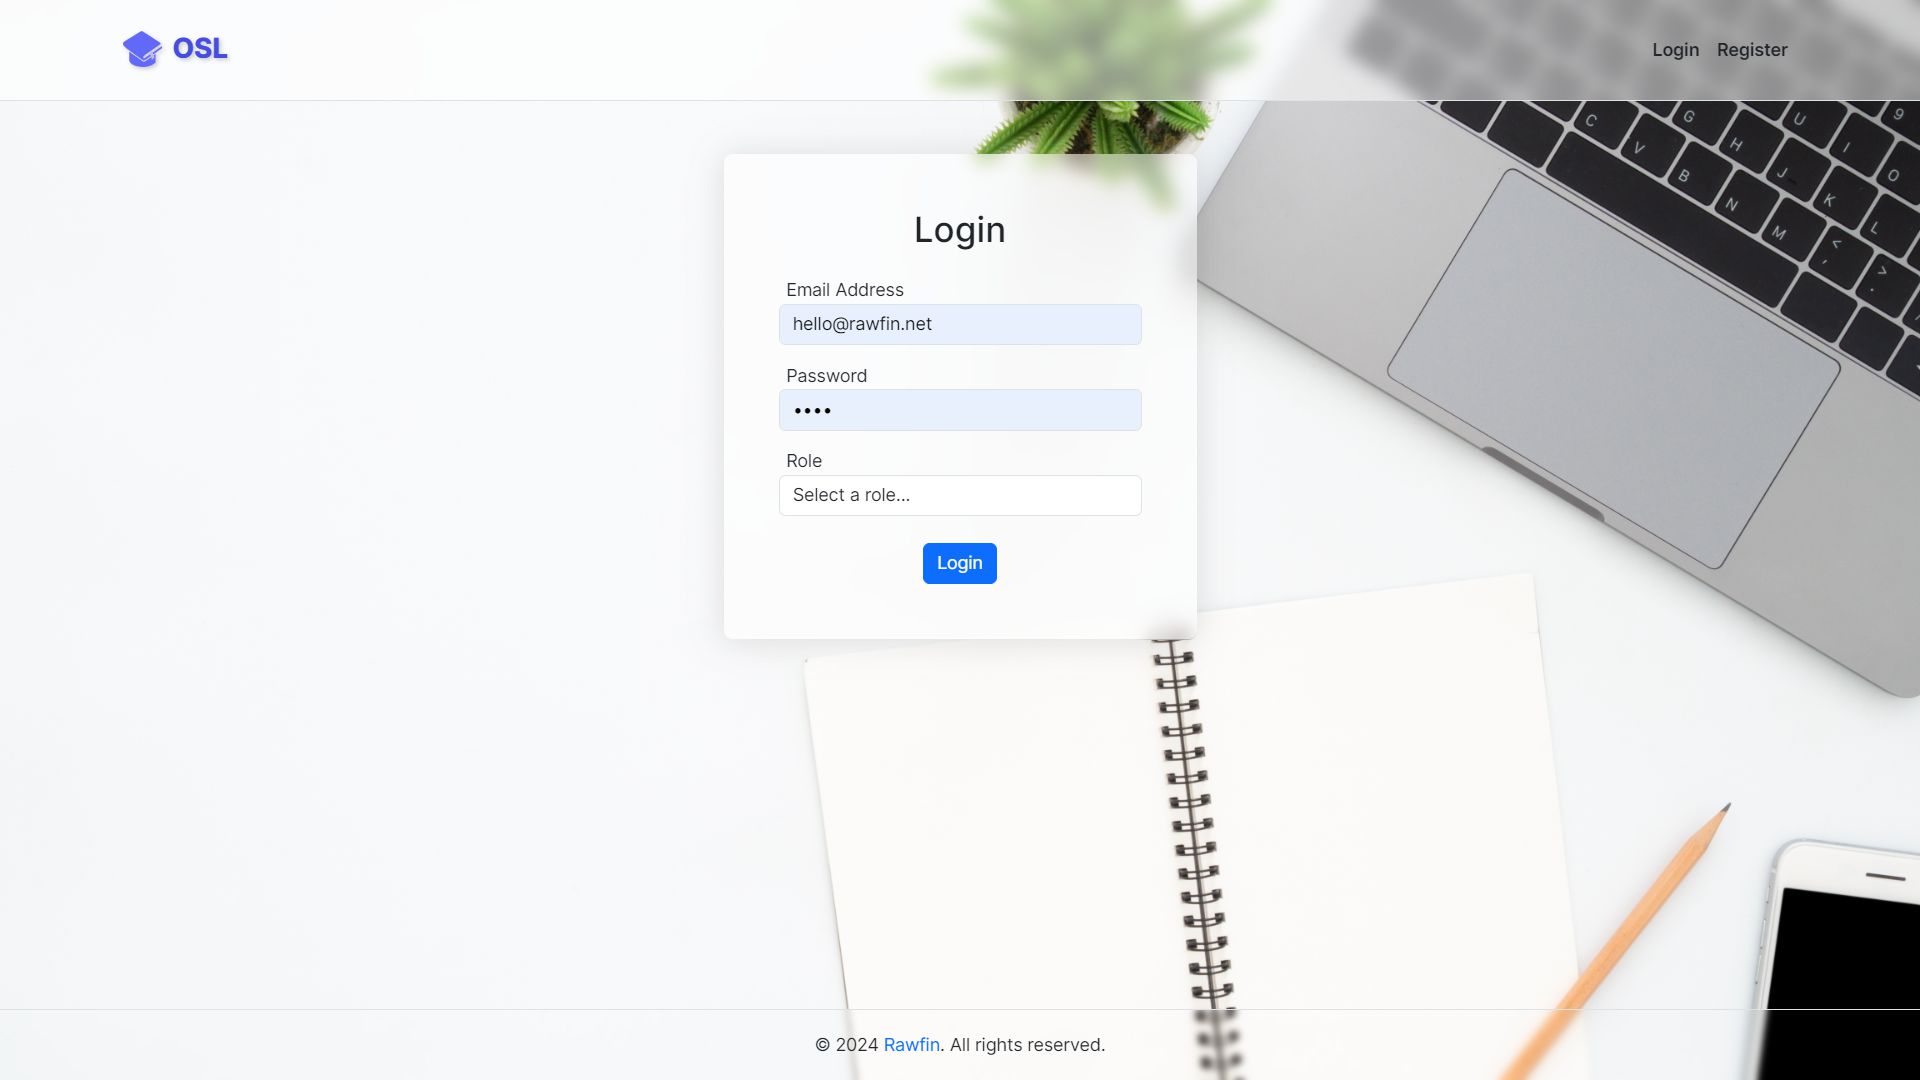 OSL
Login Register
Login
Email Address
hello@rawfin.net
Password
••••
Role
Select a role...
Login
© 2024 Rawfin. All rights reserved.
9
U
I
O
G
H
J
K
L
C
V
B
N
M
<
,
>
.